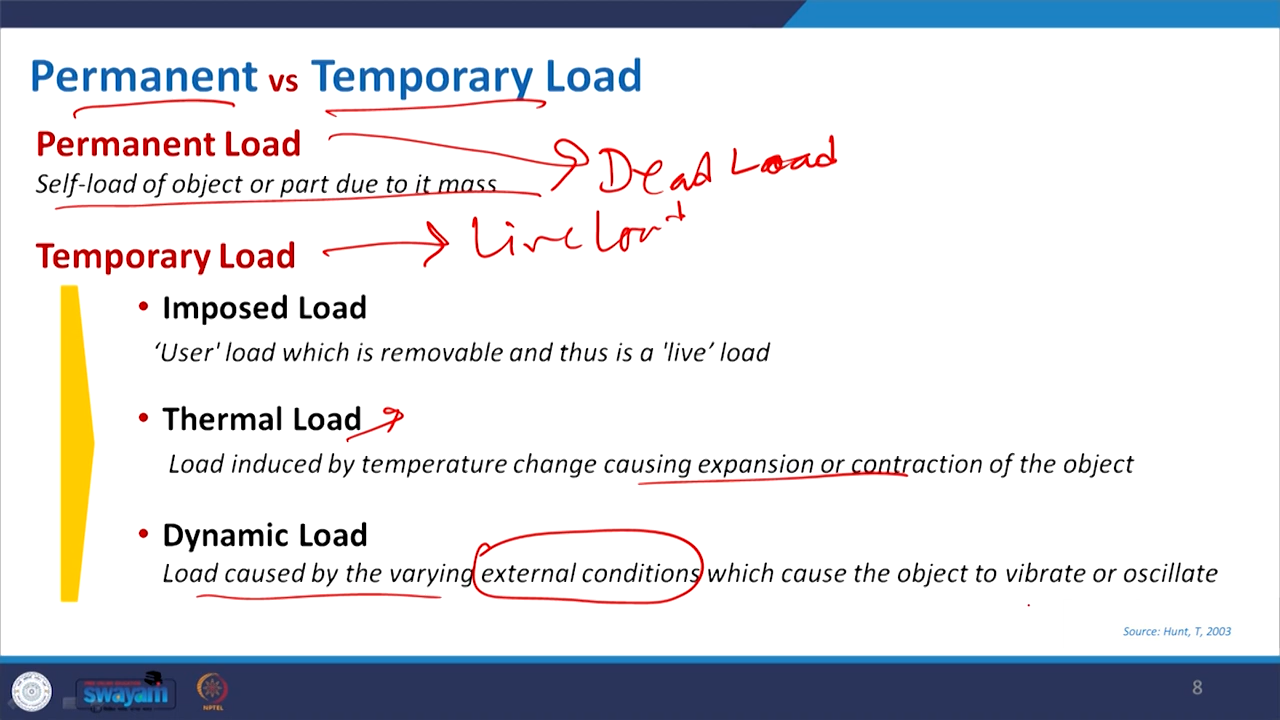 Permanent vs Temporary Load
Permanent Load
Dead Load
Self-load of object or part due to it mass
Live Load
Temporary Load
• Imposed Load
‘User' load which is removable and thus is a 'live’ load
• Thermal Load
Load induced by temperature change causing expansion or contraction of the object
• Dynamic Load
Load caused by the varying external conditions which cause the object to vibrate or oscillate
Source: Hunt, T, 2003
swayam
NPTEL
8